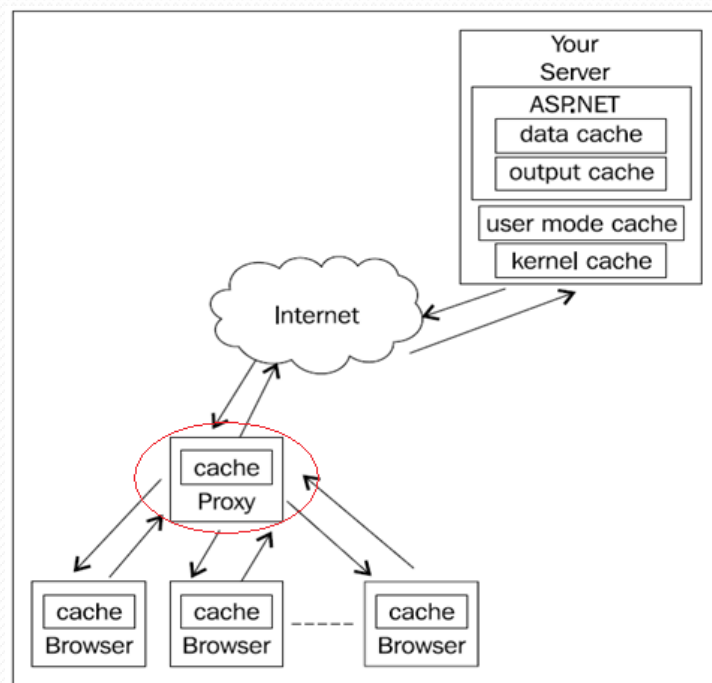 Your
Server
ASP.NET
data cache
output cache
user mode cache
kernel cache
Internet
cache
Proxy
cache
Browser
cache
Browser
cache
Browser